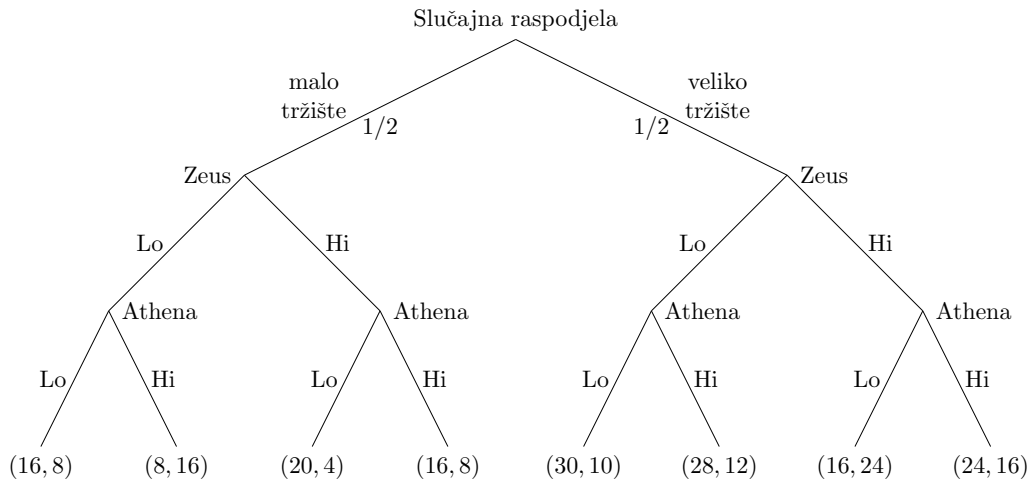 Slučajna raspodjela
malo
tržište
1/2
veliko
tržište
1/2
Zeus
Zeus
Lo
Hi
Lo
Hi
Athena
Athena
Athena
Athena
Lo
Hi
Lo
Hi
Lo
Hi
Lo
Hi
(16, 8)
(8, 16)
(20, 4)
(16, 8)
(30, 10)
(28, 12)
(16, 24)
(24, 16)